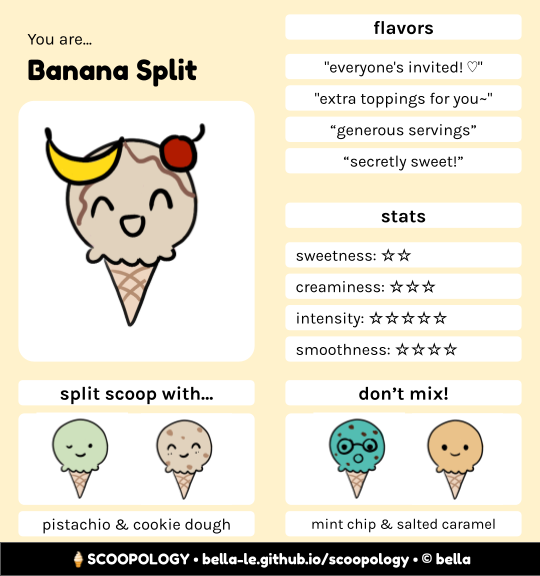 You are...
Banana Split
flavors
"everyone's invited! ♡"
"extra toppings for you~"
“generous servings”
“secretly sweet!”
stats
sweetness: ☆☆
creaminess: ☆☆☆
intensity: ☆☆☆☆☆
smoothness: ☆☆☆☆
split scoop with...
pistachio & cookie dough
don’t mix!
mint chip & salted caramel
🍦SCOOPOLOGY • bella-le.github.io/scoopology • © bella